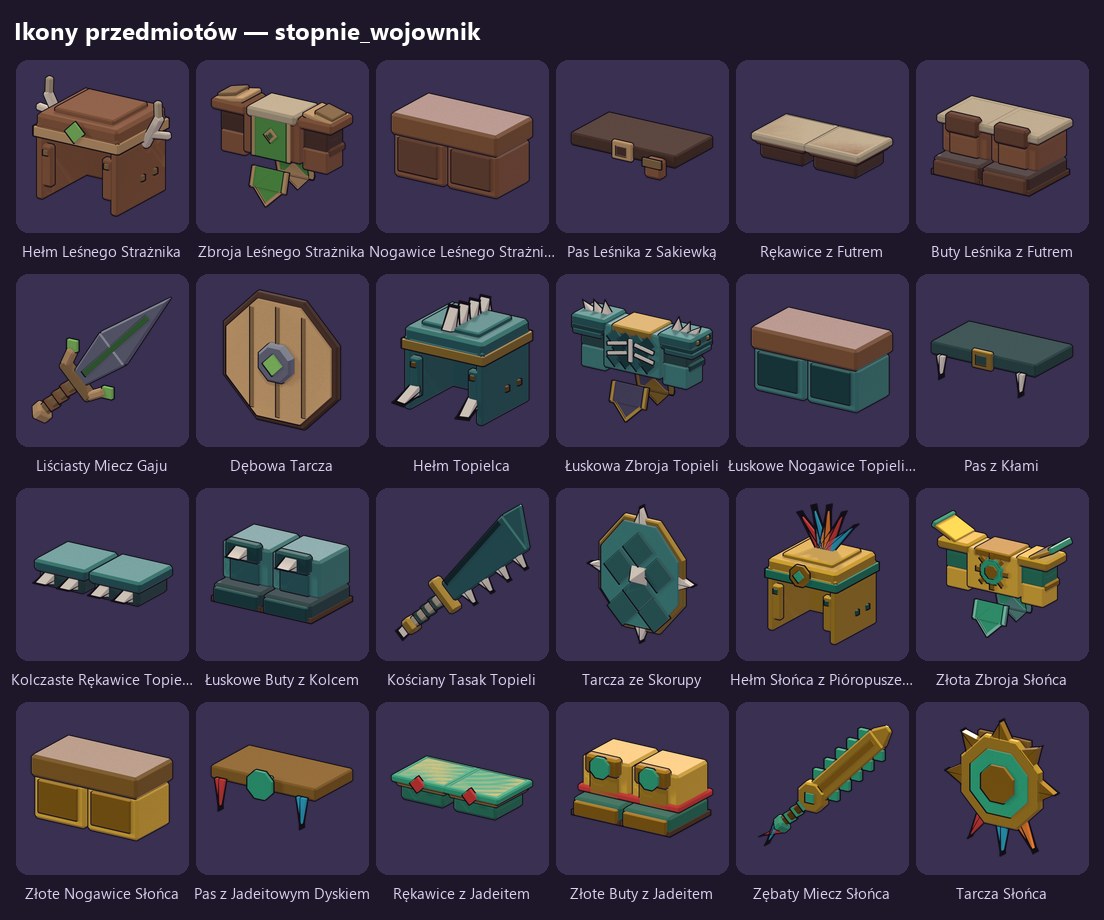 Ikony przedmiotów — stopnie_wojownik
Hełm Leśnego Strażnika
Zbroja Leśnego Strażnika
Nogawice Leśnego Strażni...
Pas Leśnika z Sakiewką
Rękawice z Futrem
Buty Leśnika z Futrem
Liściasty Miecz Gaju
Dębowa Tarcza
Hełm Topielca
Łuskowa Zbroja Topieli
Łuskowe Nogawice Topieli...
Pas z Kłami
Kolczaste Rękawice Topie...
Łuskowe Buty z Kolcem
Kościany Tasak Topieli
Tarcza ze Skorupy
Hełm Słońca z Pióropusze...
Złota Zbroja Słońca
Złote Nogawice Słońca
Pas z Jadeitowym Dyskiem
Rękawice z Jadeitem
Złote Buty z Jadeitem
Zębaty Miecz Słońca
Tarcza Słońca